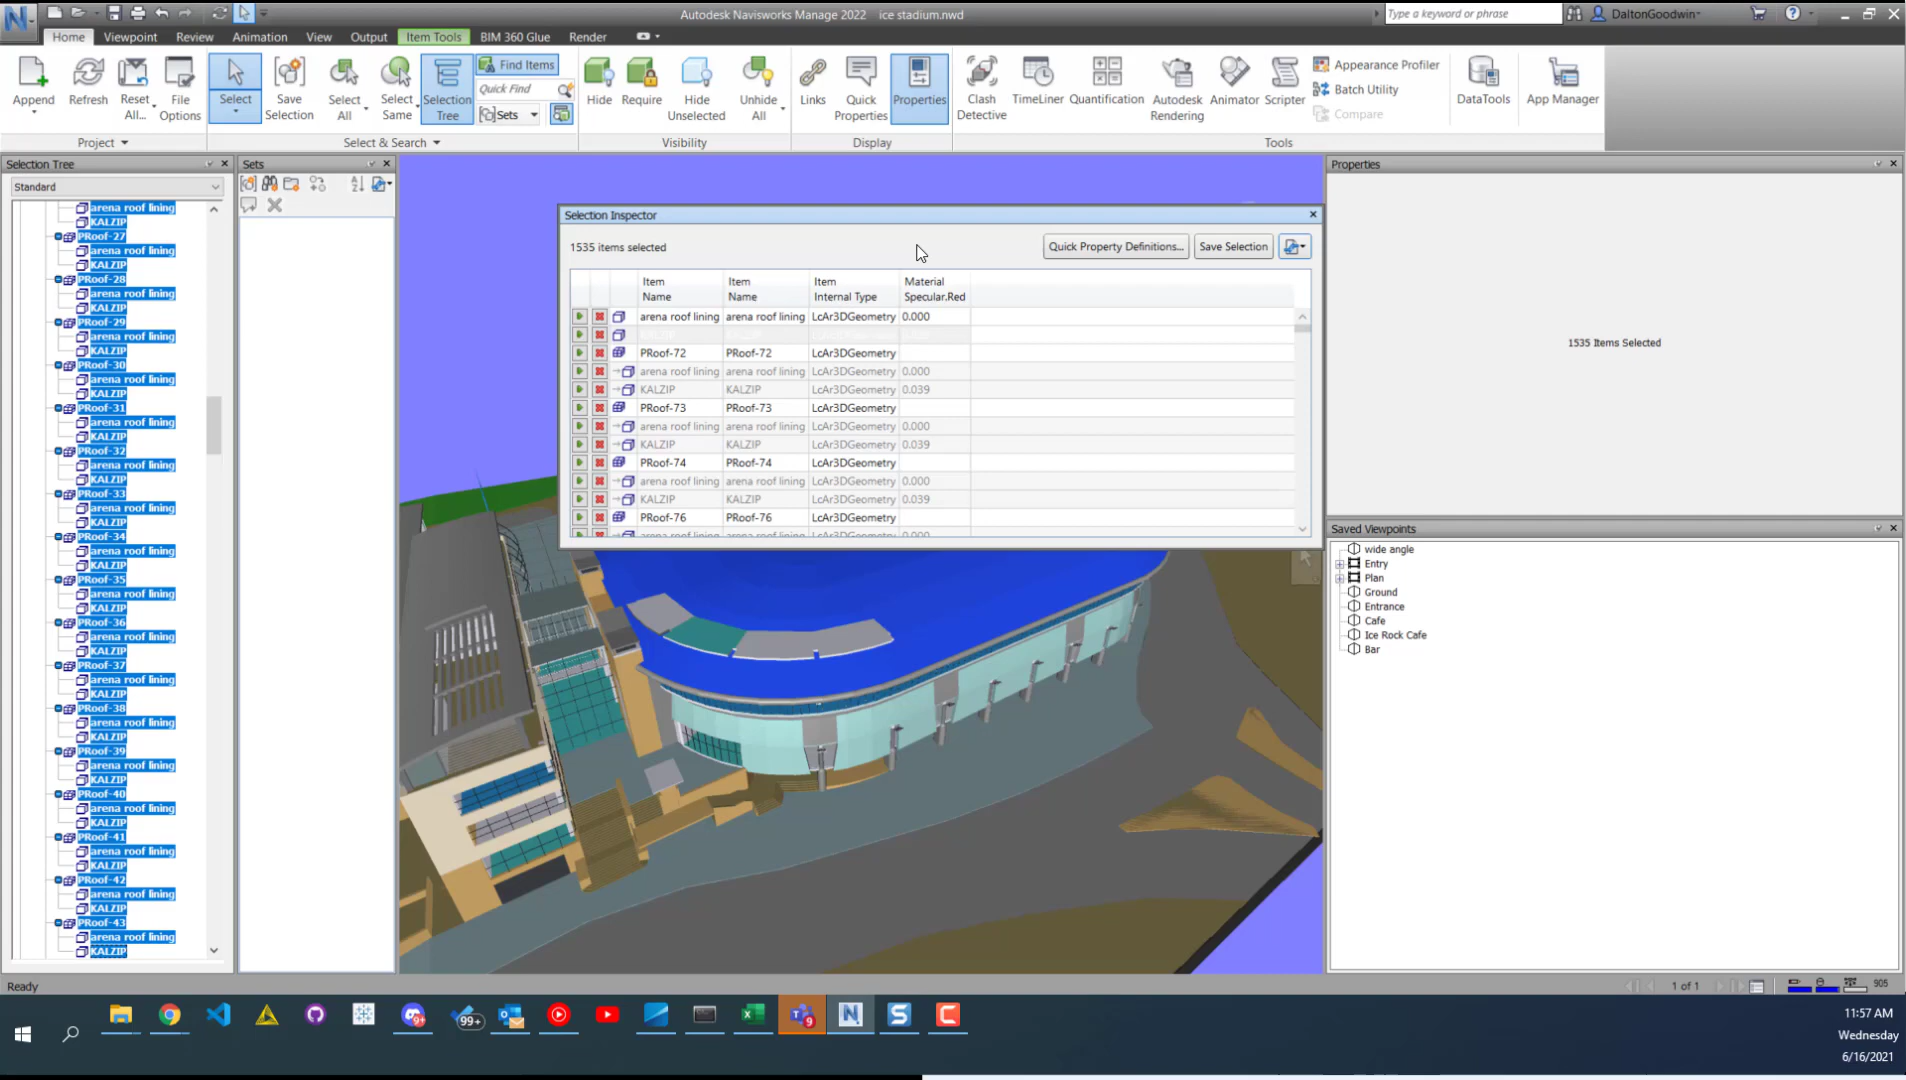 Autodesk Navisworks Manage 2022 ice stadium.nwd
Type a keyword or phrase
DaltonGoodwin
Home Viewpoint Review Animation View Output Item Tools BIM 360 Glue Render
Append
Refresh
Reset All...
File Options
Project
Select
Save Selection
Select All
Select Same
Selection Tree
Find Items
Quick Find
Sets
Select & Search
Hide
Require
Hide Unselected
Unhide All
Visibility
Links
Quick Properties
Properties
Display
Clash Detective
TimeLiner
Quantification
Autodesk Rendering
Animator
Scripter
Appearance Profiler
Batch Utility
Compare
Tools
DataTools
App Manager
Selection Tree
Standard
arena roof lining
KALZIP
PRoof-27
arena roof lining
KALZIP
PRoof-28
arena roof lining
KALZIP
PRoof-29
arena roof lining
KALZIP
PRoof-30
arena roof lining
KALZIP
PRoof-31
arena roof lining
KALZIP
PRoof-32
arena roof lining
KALZIP
PRoof-33
arena roof lining
KALZIP
PRoof-34
arena roof lining
KALZIP
PRoof-35
arena roof lining
KALZIP
PRoof-36
arena roof lining
KALZIP
PRoof-37
arena roof lining
KALZIP
PRoof-38
arena roof lining
KALZIP
PRoof-39
arena roof lining
KALZIP
PRoof-40
arena roof lining
KALZIP
PRoof-41
arena roof lining
KALZIP
PRoof-42
arena roof lining
KALZIP
PRoof-43
arena roof lining
KALZIP
Sets
Selection Inspector
1535 items selected
Quick Property Definitions... Save Selection
Item Name Item Name Item Internal Type Material Specular.Red
arena roof lining arena roof lining LcAr3DGeometry 0.000
PRoof-72 PRoof-72 LcAr3DGeometry
arena roof lining arena roof lining LcAr3DGeometry 0.000
KALZIP KALZIP LcAr3DGeometry 0.039
PRoof-73 PRoof-73 LcAr3DGeometry
arena roof lining arena roof lining LcAr3DGeometry 0.000
KALZIP KALZIP LcAr3DGeometry 0.039
PRoof-74 PRoof-74 LcAr3DGeometry
arena roof lining arena roof lining LcAr3DGeometry 0.000
KALZIP KALZIP LcAr3DGeometry 0.039
PRoof-76 PRoof-76 LcAr3DGeometry
arena roof lining arena roof lining LcAr3DGeometry 0.000
Properties
1535 Items Selected
Saved Viewpoints
wide angle
Entry
Plan
Ground
Entrance
Cafe
Ice Rock Cafe
Bar
Ready
1 of 1
905
99+
9
11:57 AM
Wednesday
6/16/2021